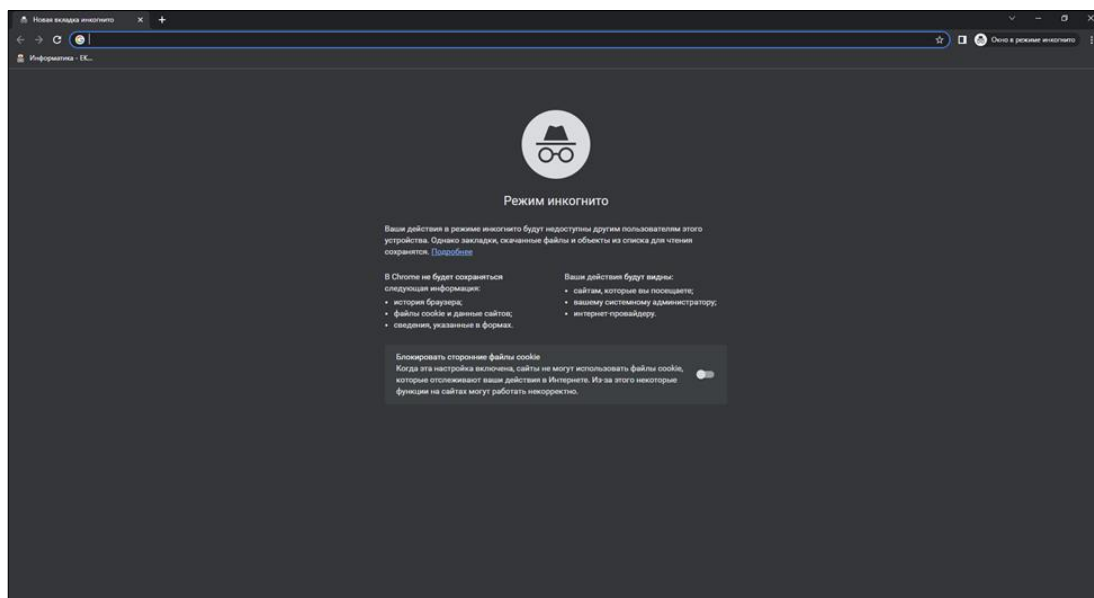 Новая вкладка инкогнито
Окно в режиме инкогнито
Информатика - ЕК...
Режим инкогнито
Ваши действия в режиме инкогнито будут недоступны другим пользователям этого
устройства. Однако закладки, скачанные файлы и объекты из списка для чтения
сохранятся. Подробнее
В Chrome не будет сохраняться
следующая информация:
• история браузера;
• файлы cookie и данные сайтов;
• сведения, указанные в формах.
Ваши действия будут видны:
• сайтам, которые вы посещаете;
• вашему системному администратору;
• интернет-провайдеру.
Блокировать сторонние файлы cookie
Когда эта настройка включена, сайты не могут использовать файлы cookie,
которые отслеживают ваши действия в Интернете. Из-за этого некоторые
функции на сайтах могут работать некорректно.